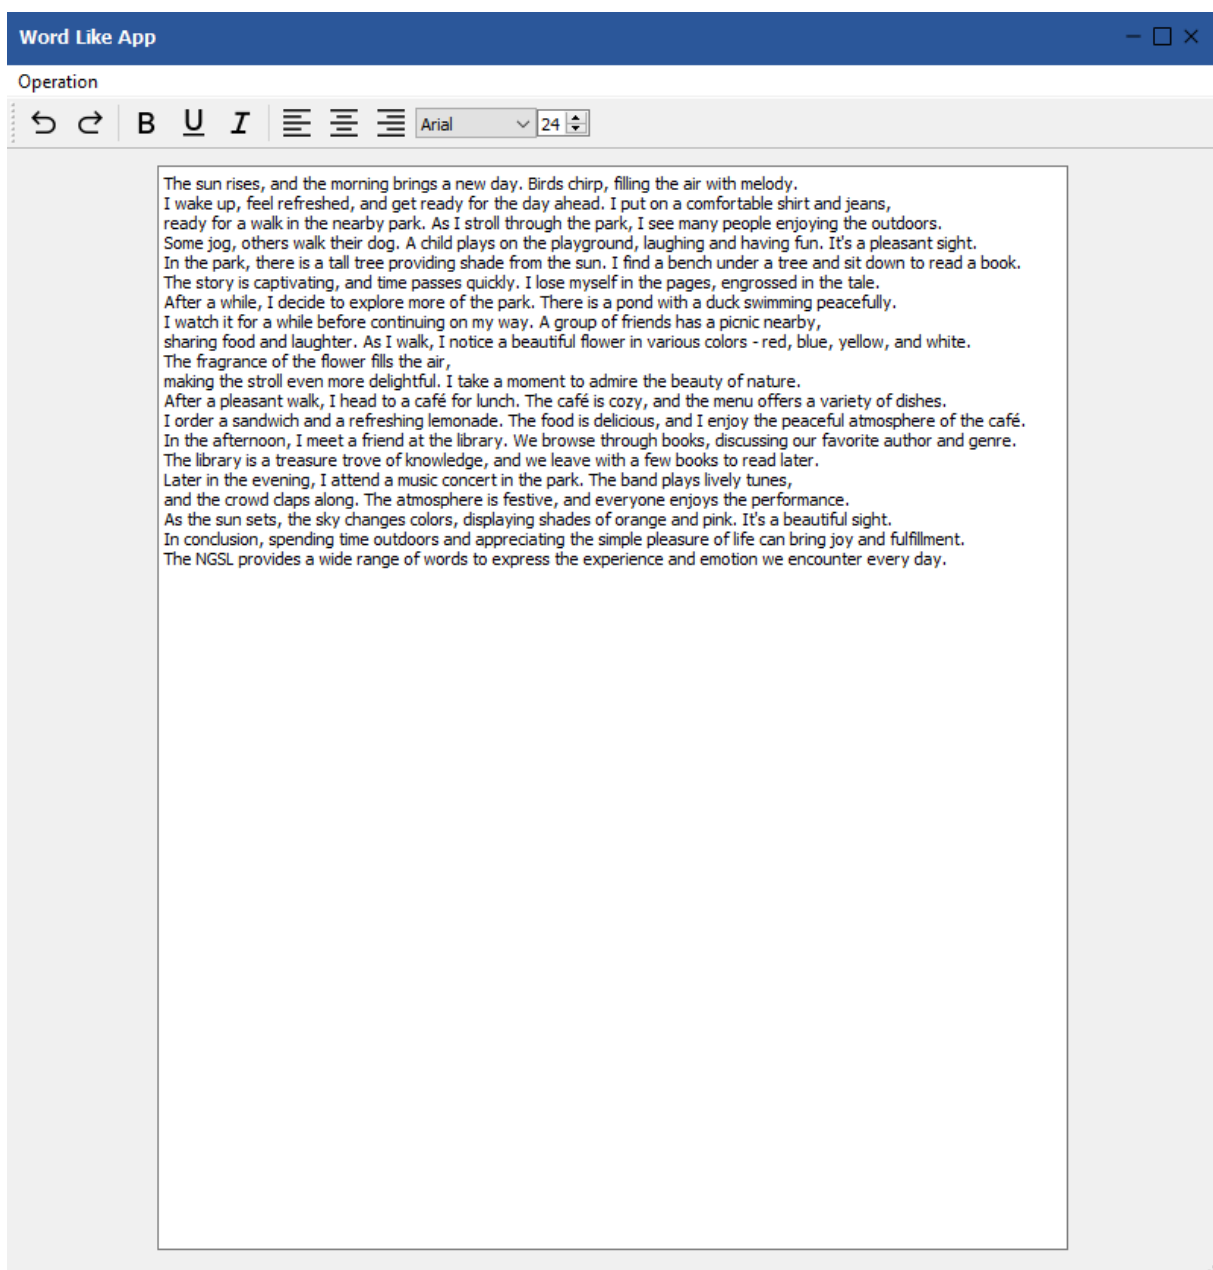 Word Like App
Operation
B U I Arial 24
The sun rises, and the morning brings a new day. Birds chirp, filling the air with melody.
I wake up, feel refreshed, and get ready for the day ahead. I put on a comfortable shirt and jeans,
ready for a walk in the nearby park. As I stroll through the park, I see many people enjoying the outdoors.
Some jog, others walk their dog. A child plays on the playground, laughing and having fun. It's a pleasant sight.
In the park, there is a tall tree providing shade from the sun. I find a bench under a tree and sit down to read a book.
The story is captivating, and time passes quickly. I lose myself in the pages, engrossed in the tale.
After a while, I decide to explore more of the park. There is a pond with a duck swimming peacefully.
I watch it for a while before continuing on my way. A group of friends has a picnic nearby,
sharing food and laughter. As I walk, I notice a beautiful flower in various colors - red, blue, yellow, and white.
The fragrance of the flower fills the air,
making the stroll even more delightful. I take a moment to admire the beauty of nature.
After a pleasant walk, I head to a café for lunch. The café is cozy, and the menu offers a variety of dishes.
I order a sandwich and a refreshing lemonade. The food is delicious, and I enjoy the peaceful atmosphere of the café.
In the afternoon, I meet a friend at the library. We browse through books, discussing our favorite author and genre.
The library is a treasure trove of knowledge, and we leave with a few books to read later.
Later in the evening, I attend a music concert in the park. The band plays lively tunes,
and the crowd claps along. The atmosphere is festive, and everyone enjoys the performance.
As the sun sets, the sky changes colors, displaying shades of orange and pink. It's a beautiful sight.
In conclusion, spending time outdoors and appreciating the simple pleasure of life can bring joy and fulfillment.
The NGSL provides a wide range of words to express the experience and emotion we encounter every day.